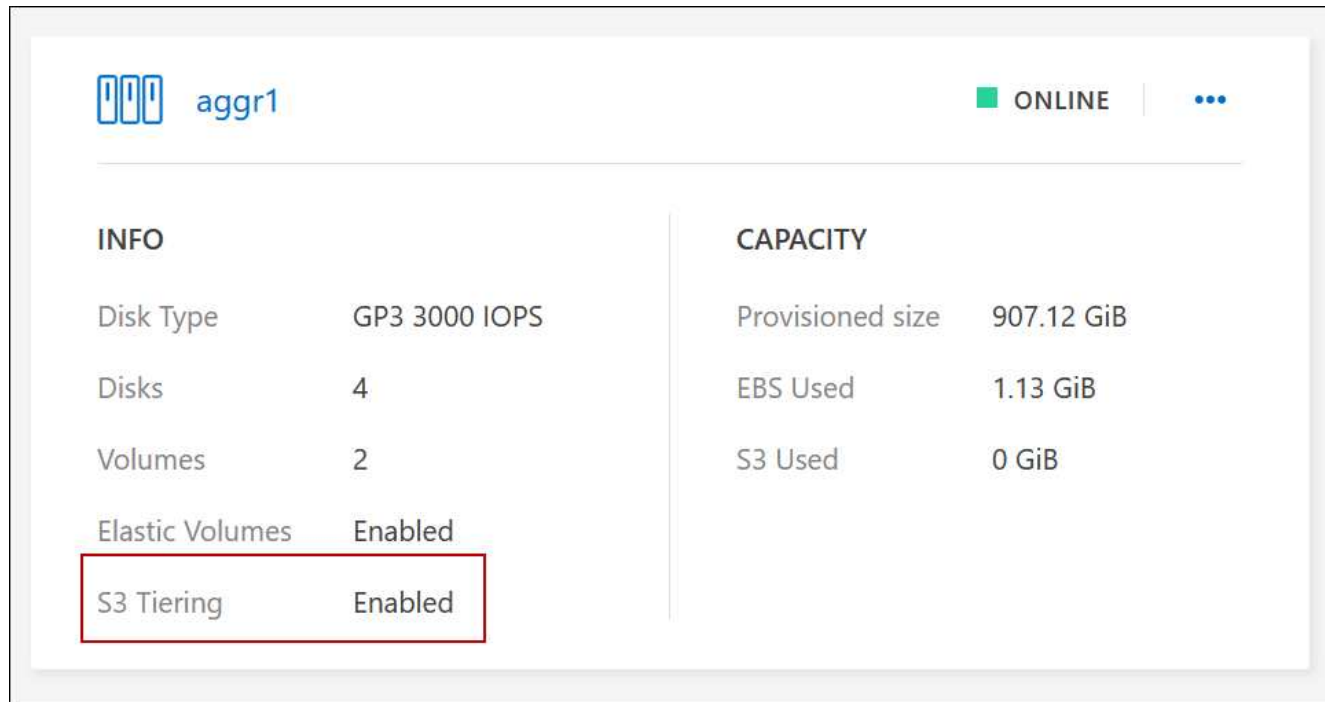 aggr1
ONLINE
INFO
Disk Type GP3 3000 IOPS
Disks 4
Volumes 2
Elastic Volumes Enabled
S3 Tiering Enabled
CAPACITY
Provisioned size 907.12 GiB
EBS Used 1.13 GiB
S3 Used 0 GiB